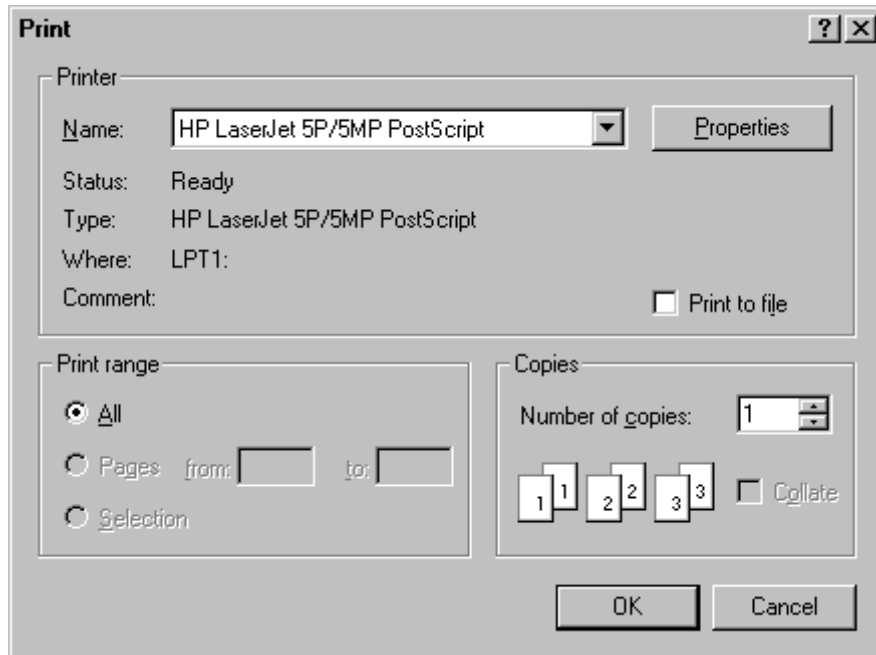 Print
Printer
Name: HP LaserJet 5P/5MP PostScript Properties
Status: Ready
Type: HP LaserJet 5P/5MP PostScript
Where: LPT1:
Comment: Print to file
Print range
All
Pages from: to:
Selection
Copies
Number of copies: 1
1 1 2 2 3 3 Collate
OK Cancel